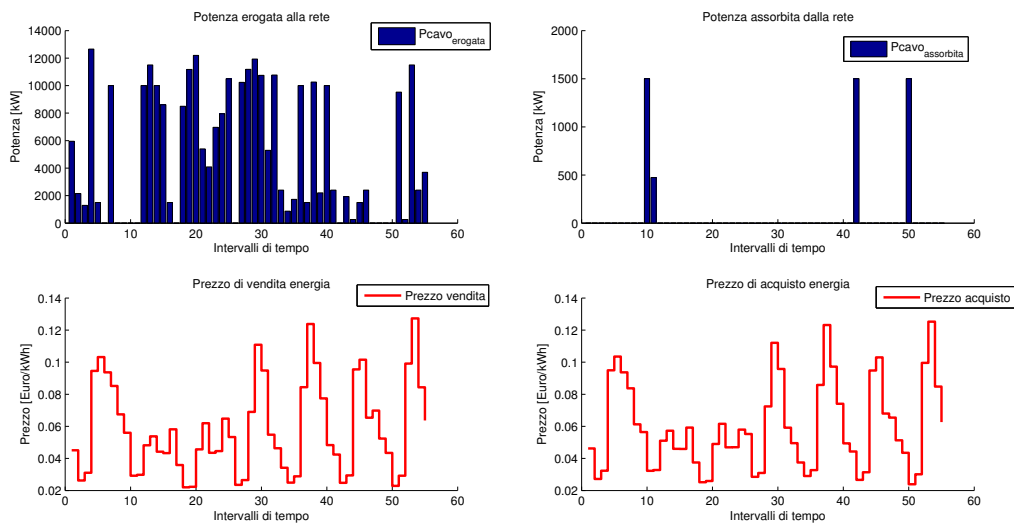 Potenza erogata alla rete
Pcavo_erogata
Potenza [kW]
14000
12000
10000
8000
6000
4000
2000
0
0 10 20 30 40 50 60
Intervalli di tempo
Potenza assorbita dalla rete
Pcavo_assorbita
Potenza [kW]
2000
1500
1000
500
0
0 10 20 30 40 50 60
Intervalli di tempo
Prezzo di vendita energia
Prezzo vendita
Prezzo [Euro/kWh]
0.14
0.12
0.1
0.08
0.06
0.04
0.02
0 10 20 30 40 50 60
Intervalli di tempo
Prezzo di acquisto energia
Prezzo acquisto
Prezzo [Euro/kWh]
0.14
0.12
0.1
0.08
0.06
0.04
0.02
0 10 20 30 40 50 60
Intervalli di tempo